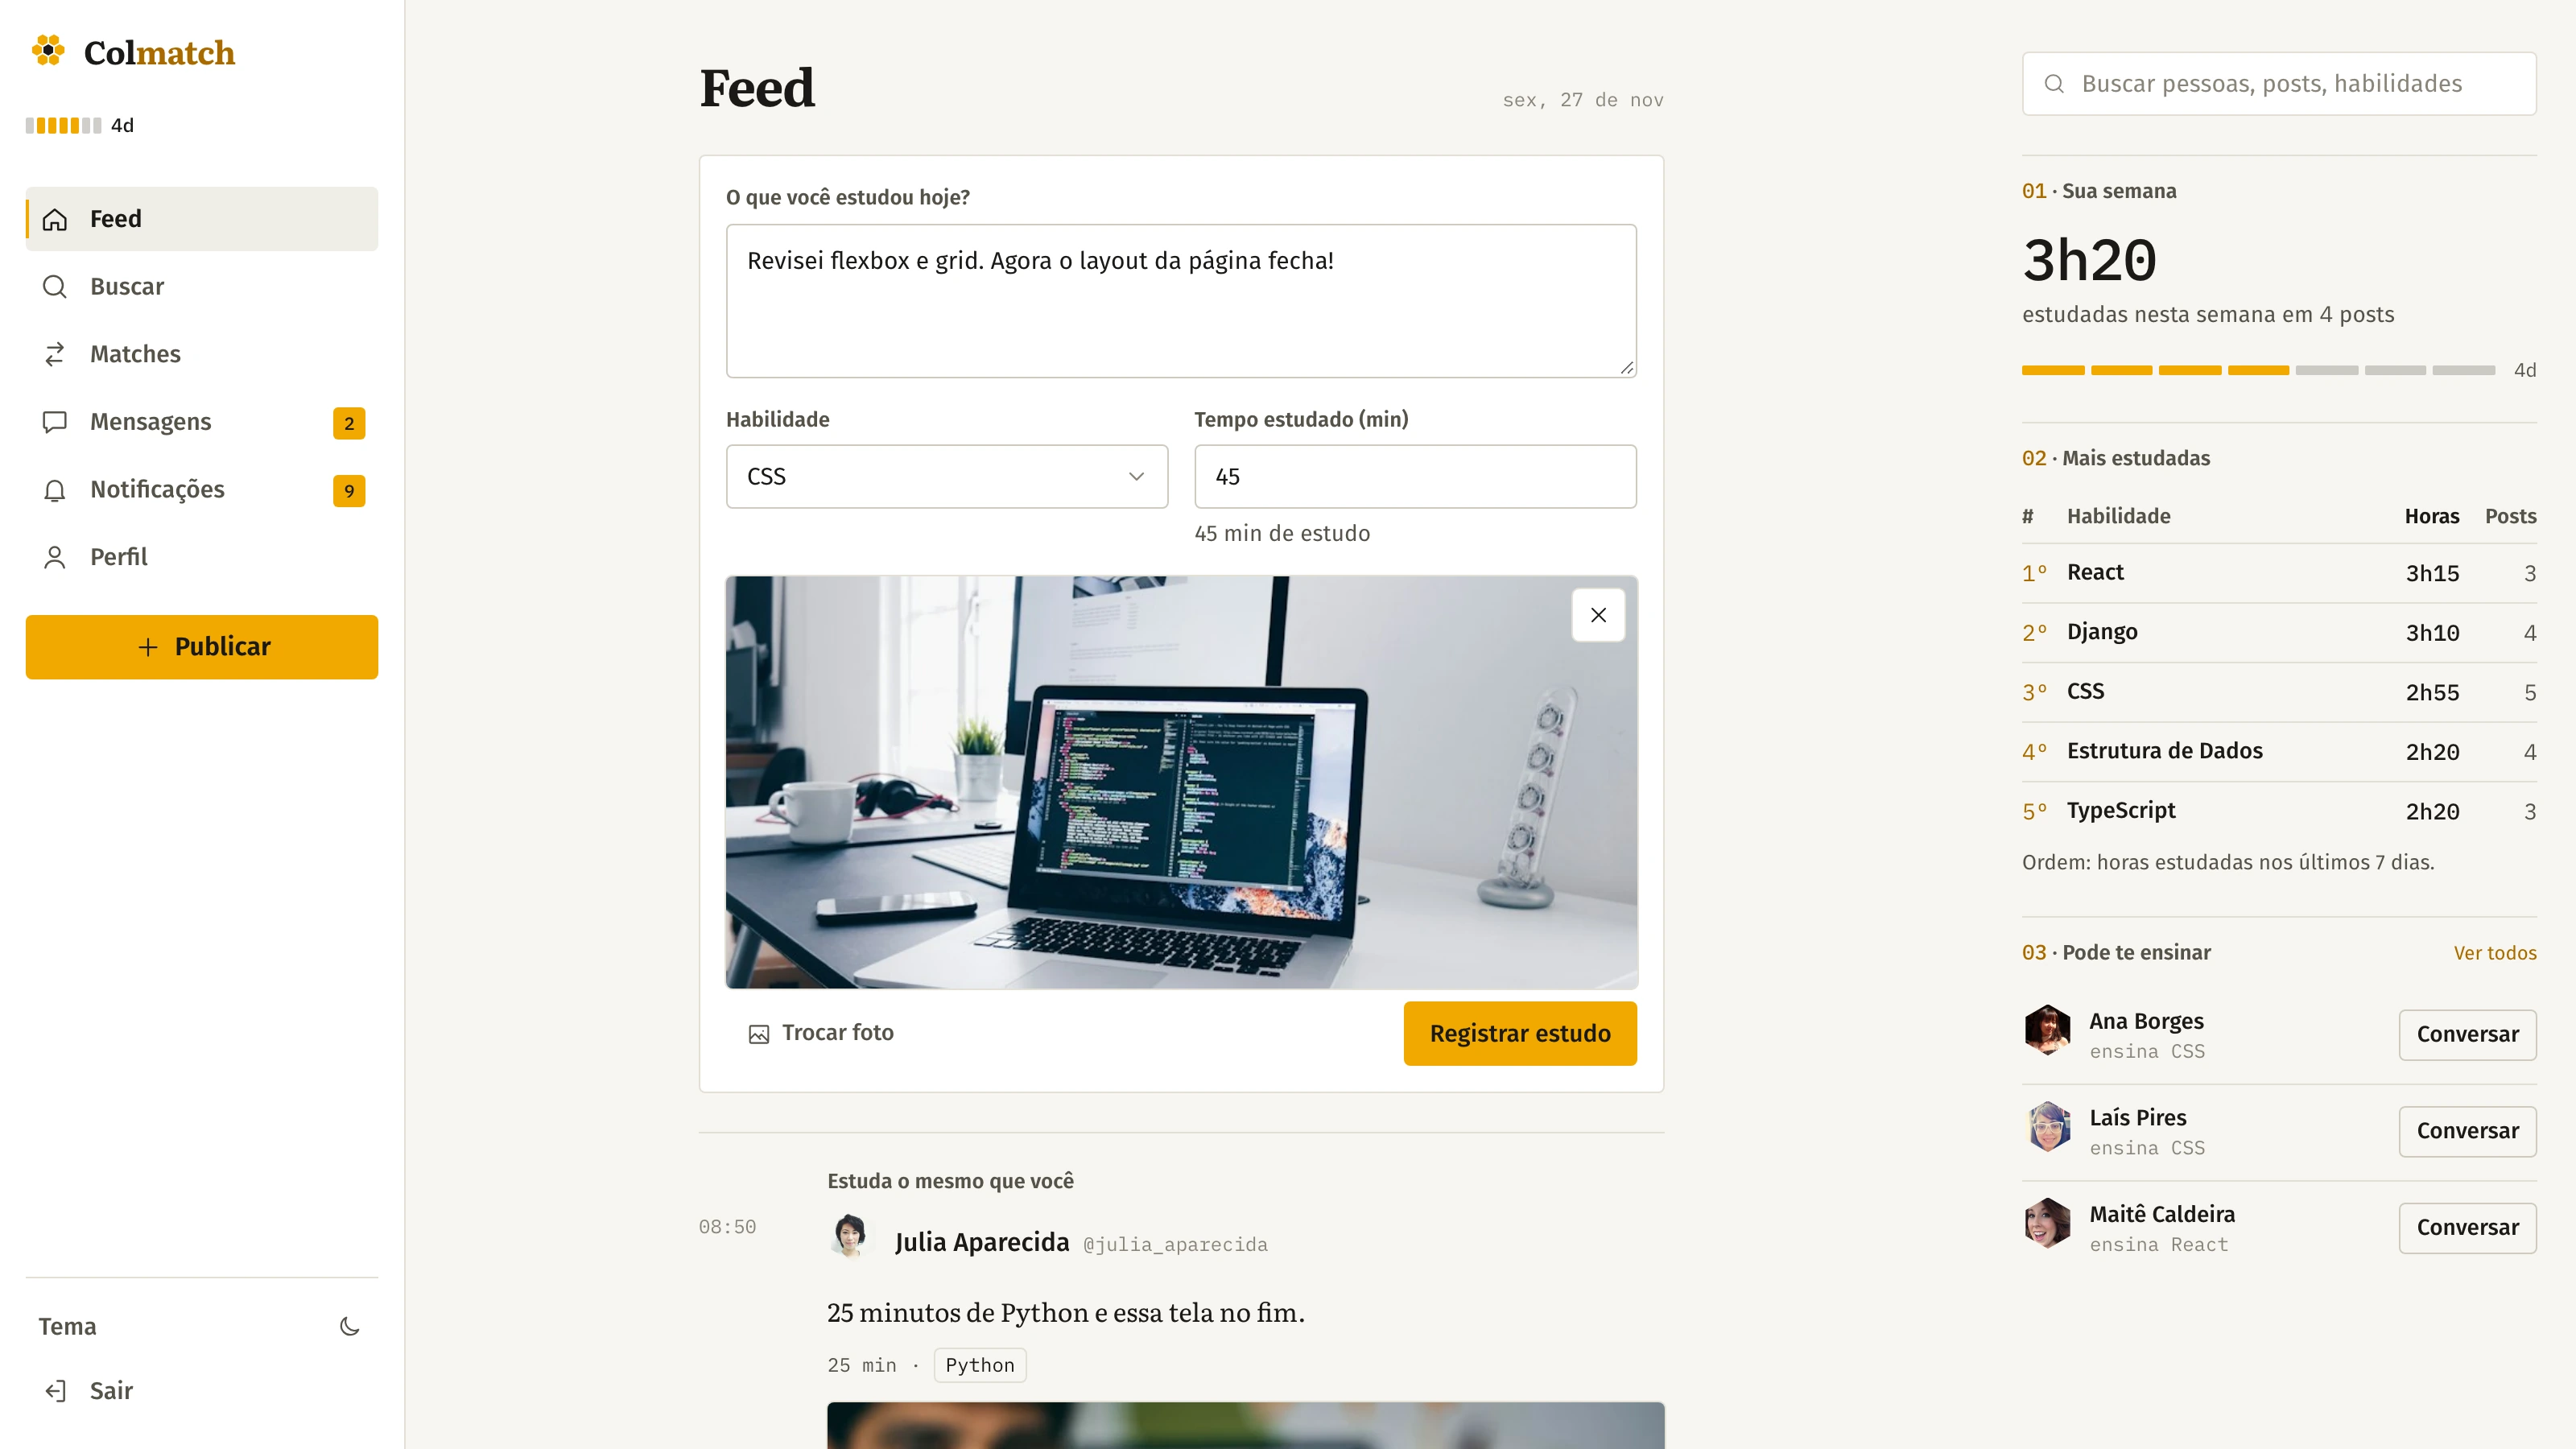 Colmatch
4d
Feed
Buscar
Matches
Mensagens 2
Notificações 9
Perfil
Publicar
Tema
Sair
Feed
sex, 27 de nov
O que você estudou hoje?
Revisei flexbox e grid. Agora o layout da página fecha!
Habilidade
CSS
Tempo estudado (min)
45
45 min de estudo
Trocar foto
Registrar estudo
Estuda o mesmo que você
08:50
Julia Aparecida @julia_aparecida
25 minutos de Python e essa tela no fim.
25 min · Python
Buscar pessoas, posts, habilidades
01 · Sua semana
3h20
estudadas nesta semana em 4 posts
4d
02 · Mais estudadas
# Habilidade Horas Posts
1º React 3h15 3
2º Django 3h10 4
3º CSS 2h55 5
4º Estrutura de Dados 2h20 4
5º TypeScript 2h20 3
Ordem: horas estudadas nos últimos 7 dias.
03 · Pode te ensinar Ver todos
Ana Borges
ensina CSS
Conversar
Laís Pires
ensina CSS
Conversar
Maitê Caldeira
ensina React
Conversar